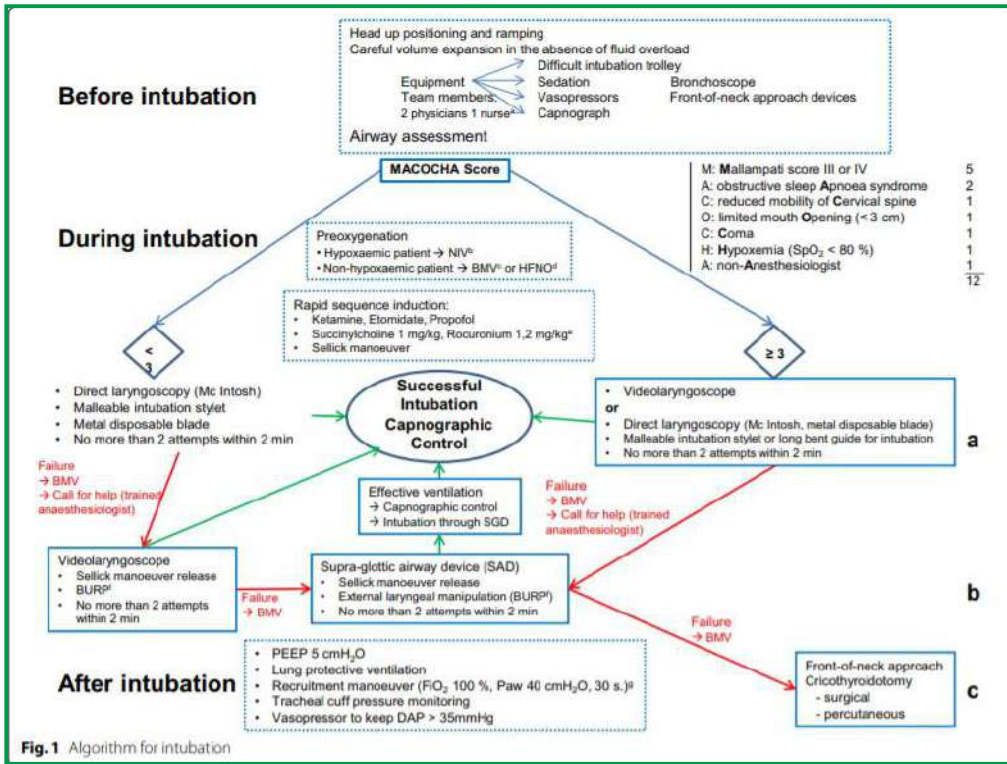 Head up positioning and ramping
Careful volume expansion in the absence of fluid overload
Difficult intubation trolley
Equipment
Sedation
Bronchoscope
Before intubation
Team members:
Vasopressors
Front-of-neck approach devices
2 physicians 1 nurseª
Capnograph
Airway assessment
MACOCHA Score
M: Mallampati score III or IV 5
A: obstructive sleep Apnoea syndrome 2
C: reduced mobility of Cervical spine 1
O: limited mouth Opening (< 3 cm) 1
C: Coma 1
H: Hypoxemia (SpO₂ < 80 %) 1
A: non-Anesthesiologist 1
12
During intubation
Preoxygenation
• Hypoxaemic patient → NIVᵇ
• Non-hypoxaemic patient → BMVᶜ or HFNOᵈ
Rapid sequence induction:
• Ketamine, Etomidate, Propofol
• Succinylcholine 1 mg/kg, Rocuronium 1,2 mg/kgᵉ
• Sellick manoeuver
<
3
≥ 3
• Direct laryngoscopy (Mc Intosh)
• Malleable intubation stylet
• Metal disposable blade
• No more than 2 attempts within 2 min
Successful
Intubation
Capnographic
Control
• Videolaryngoscope
or
• Direct laryngoscopy (Mc Intosh, metal disposable blade)
• Malleable intubation stylet or long bent guide for intubation
• No more than 2 attempts within 2 min
a
Failure
→ BMV
→ Call for help (trained
anaesthesiologist)
Effective ventilation
→ Capnographic control
→ Intubation through SGD
Failure
→ BMV
→ Call for help (trained
anaesthesiologist)
Videolaryngoscope
• Sellick manoeuver release
• BURPᶠ
• No more than 2 attempts
within 2 min
Failure
→ BMV
Supra-glottic airway device (SAD)
• Sellick manoeuver release
• External laryngeal manipulation (BURPᶠ)
• No more than 2 attempts within 2 min
b
Failure
→ BMV
After intubation
• PEEP 5 cmH₂O
• Lung protective ventilation
• Recruitment manoeuver (FiO₂ 100 %, Paw 40 cmH₂O, 30 s.)ᵍ
• Tracheal cuff pressure monitoring
• Vasopressor to keep DAP > 35mmHg
Front-of-neck approach
Cricothyroidotomy
- surgical
- percutaneous
c
Fig. 1 Algorithm for intubation